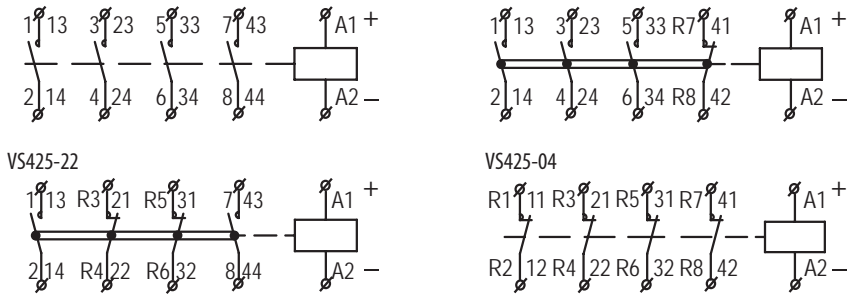 1 13 3 23 5 33 7 43 A1 +
2 14 4 24 6 34 8 44 A2 –
1 13 3 23 5 33 R7 41 A1 +
2 14 4 24 6 34 R8 42 A2 –
VS425-22
1 13 R3 21 R5 31 7 43 A1 +
2 14 R4 22 R6 32 8 44 A2 –
VS425-04
R1 11 R3 21 R5 31 R7 41 A1 +
R2 12 R4 22 R6 32 R8 42 A2 –